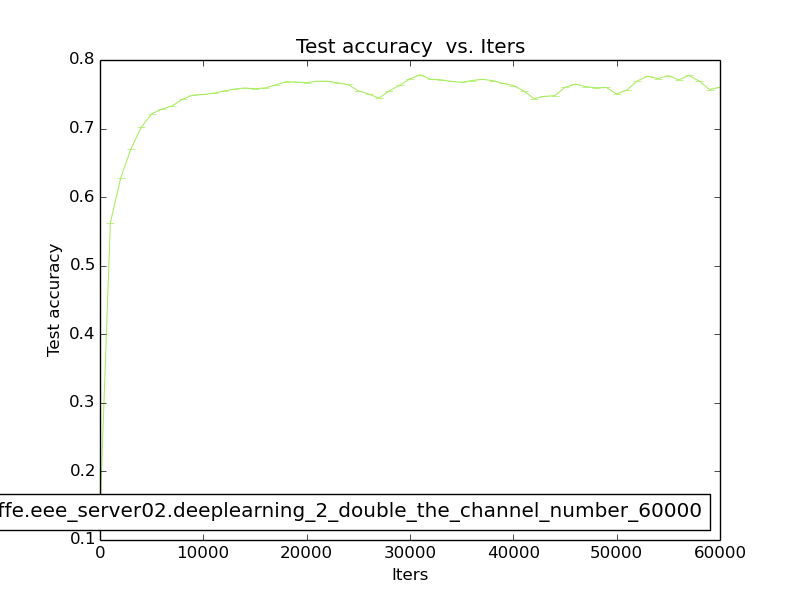 Test accuracy  vs. Iters
0.8
0.7
0.6
0.5
0.4
0.3
0.2
0.1
Test accuracy
ffe.eee_server02.deeplearning_2_double_the_channel_number_60000
0 10000 20000 30000 40000 50000 60000
Iters